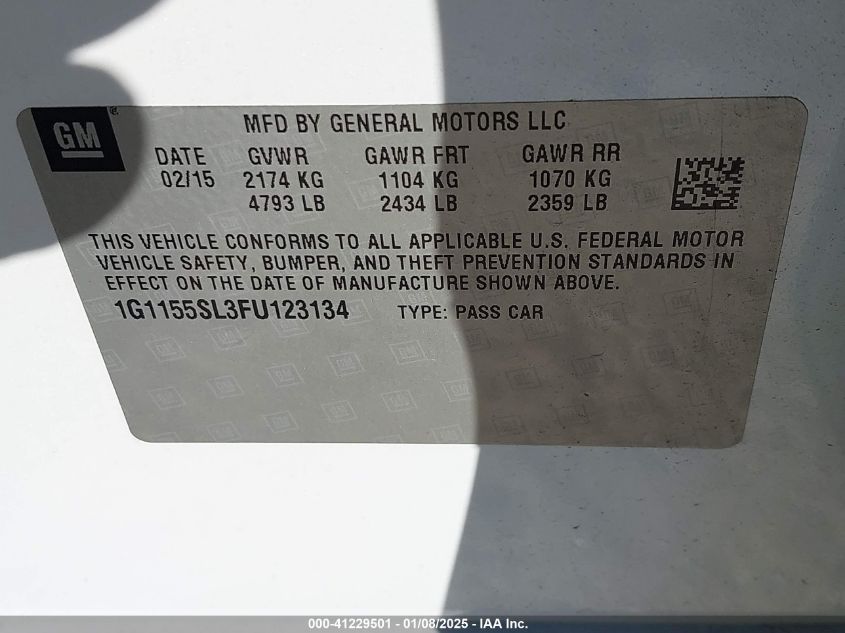 GM
MFD BY GENERAL MOTORS LLC
DATE GVWR GAWR FRT GAWR RR
02/15 2174 KG 1104 KG 1070 KG
4793 LB 2434 LB 2359 LB
THIS VEHICLE CONFORMS TO ALL APPLICABLE U.S. FEDERAL MOTOR
VEHICLE SAFETY, BUMPER, AND THEFT PREVENTION STANDARDS IN
EFFECT ON THE DATE OF MANUFACTURE SHOWN ABOVE.
1G1155SL3FU123134 TYPE: PASS CAR
000-41229501 - 01/08/2025 - IAA Inc.